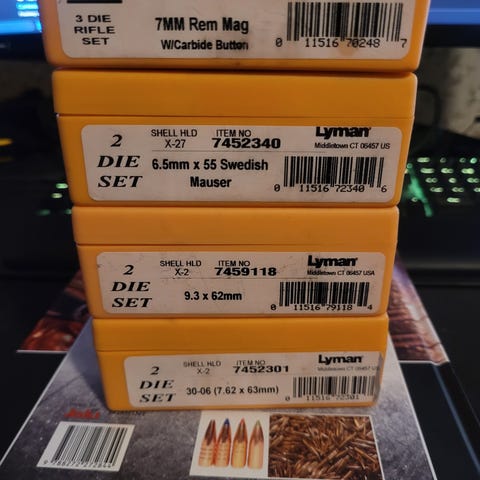 3 DIE
RIFLE
SET
7MM Rem Mag
W/Carbide Button
0 11516 70248 7
2
DIE
SET
SHELL HLD
X-27
ITEM NO
7452340
6.5mm x 55 Swedish
Mauser
Lyman
Middletown CT 06457 US
0 11516 72340 6
2
DIE
SET
SHELL HLD
X-2
ITEM NO
7459118
9.3 x 62mm
Lyman
Middletown CT 06457 USA
0 11516 79118 4
2
DIE
SET
SHELL HLD
X-2
ITEM NO
7452301
30-06 (7.62 x 63mm)
Lyman
Middletown CT 06457 USA
0 11516 72301
9 788272 272844